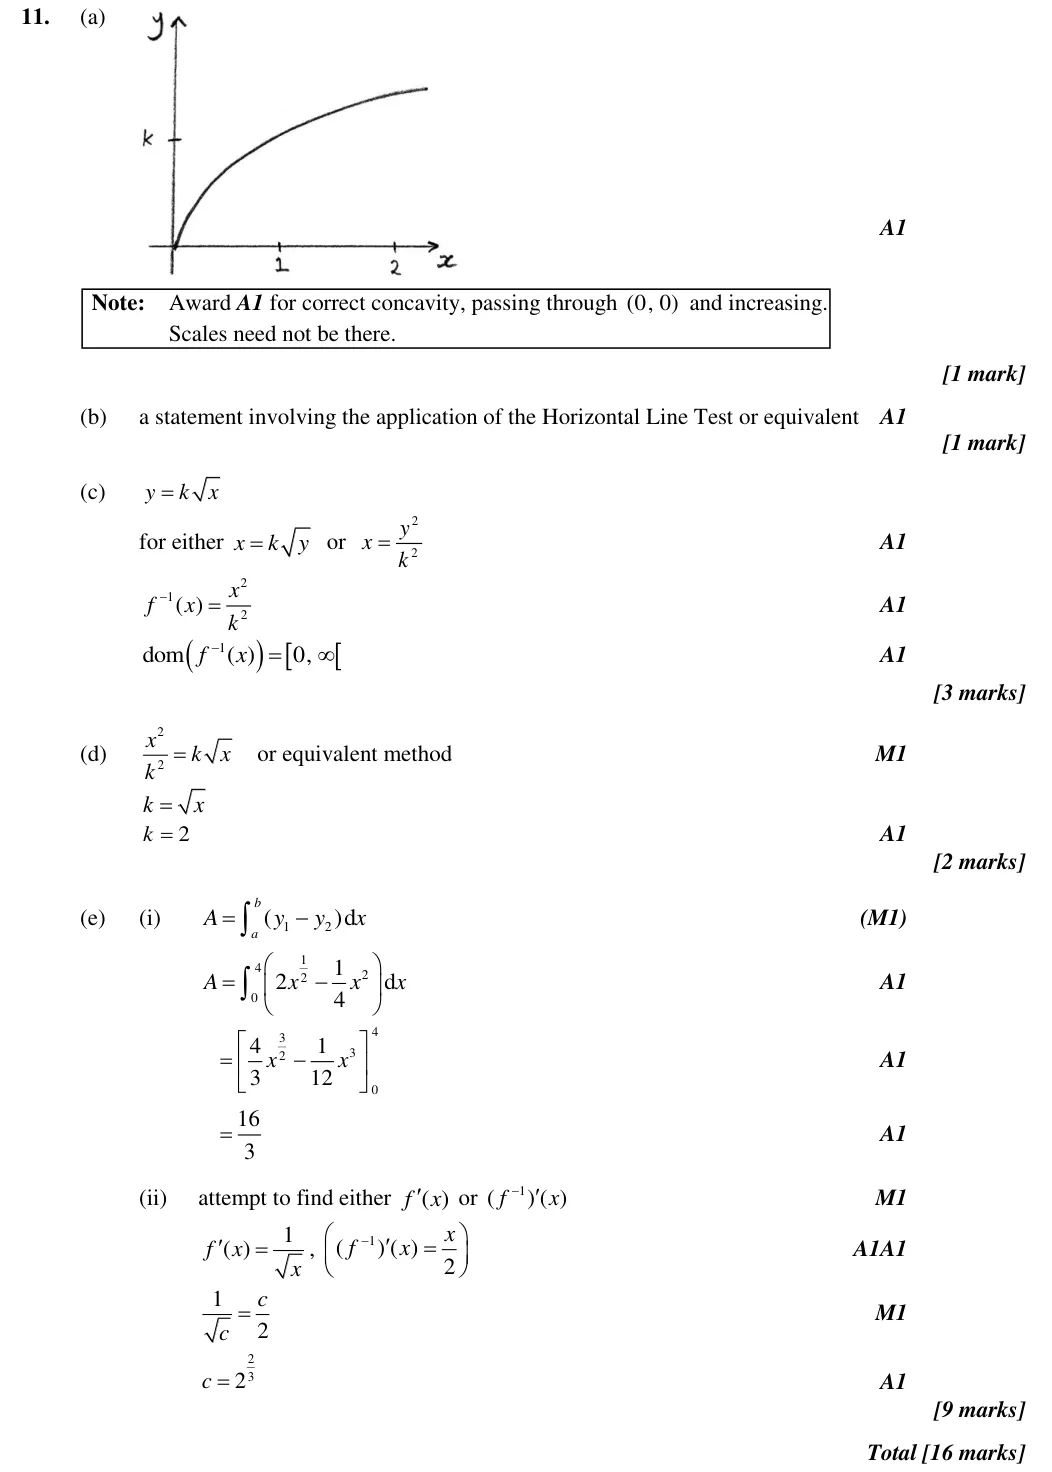 11. (a)
y
k
1
2
x
A1
Note: Award A1 for correct concavity, passing through (0, 0) and increasing.
Scales need not be there.
[1 mark]
(b) a statement involving the application of the Horizontal Line Test or equivalent A1
[1 mark]
(c) y = k√x
for either x = k√y or x = y²/k² A1
f⁻¹(x) = x²/k² A1
dom(f⁻¹(x)) = [0, ∞[ A1
[3 marks]
(d) x²/k² = k√x or equivalent method M1
k = √x
k = 2 A1
[2 marks]
(e) (i) A = ∫ₐᵇ (y₁ − y₂)dx (M1)
A = ∫₀⁴ (2x^(1/2) − 1/4 x²)dx A1
= [4/3 x^(3/2) − 1/12 x³]₀⁴ A1
= 16/3 A1
(ii) attempt to find either f′(x) or (f⁻¹)′(x) M1
f′(x) = 1/√x, ((f⁻¹)′(x) = x/2) A1A1
1/√c = c/2 M1
c = 2^(2/3) A1
[9 marks]
Total [16 marks]